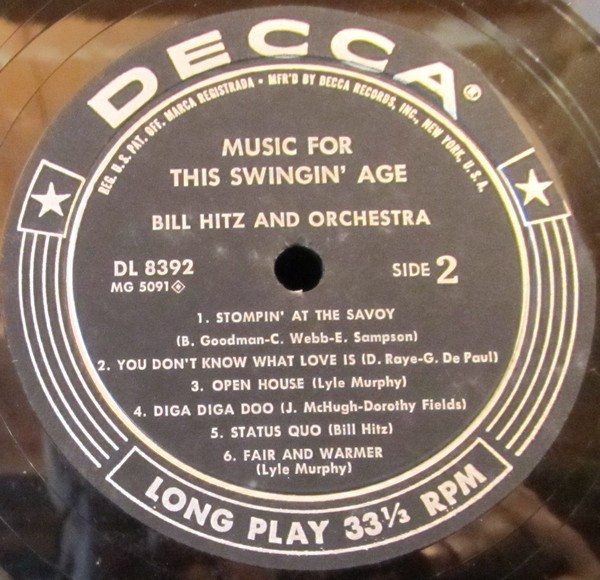 DECCA®
REG. U.S. PAT. OFF. MARCA REGISTRADA • MFR'D BY DECCA RECORDS, INC., NEW YORK, U.S.A.
MUSIC FOR
THIS SWINGIN' AGE
BILL HITZ AND ORCHESTRA
DL 8392
MG 5091
SIDE 2
1. STOMPIN' AT THE SAVOY
(B. Goodman-C. Webb-E. Sampson)
2. YOU DON'T KNOW WHAT LOVE IS (D. Raye-G. De Paul)
3. OPEN HOUSE (Lyle Murphy)
4. DIGA DIGA DOO (J. McHugh-Dorothy Fields)
5. STATUS QUO (Bill Hitz)
6. FAIR AND WARMER
(Lyle Murphy)
LONG PLAY 33⅓ RPM